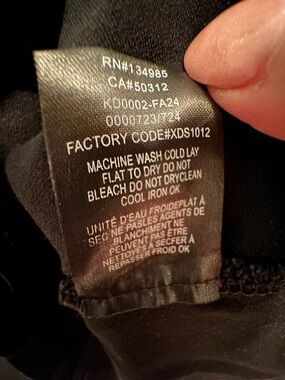 RN#134985
CA#50312
KD0002-FA24
0000723/724
FACTORY CODE#XDS1012
MACHINE WASH COLD LAY
FLAT TO DRY DO NOT
BLEACH DO NOT DRYCLEAN
COOL IRON OK
UNITÉ D'EAU FROIDEPLAT À
SEC NE PASLES AGENTS DE
BLANCHIMENT NE
PEUVENT PAS ÊTRE
NETTOYÉS À SECFER À
REPASSER FROID OK